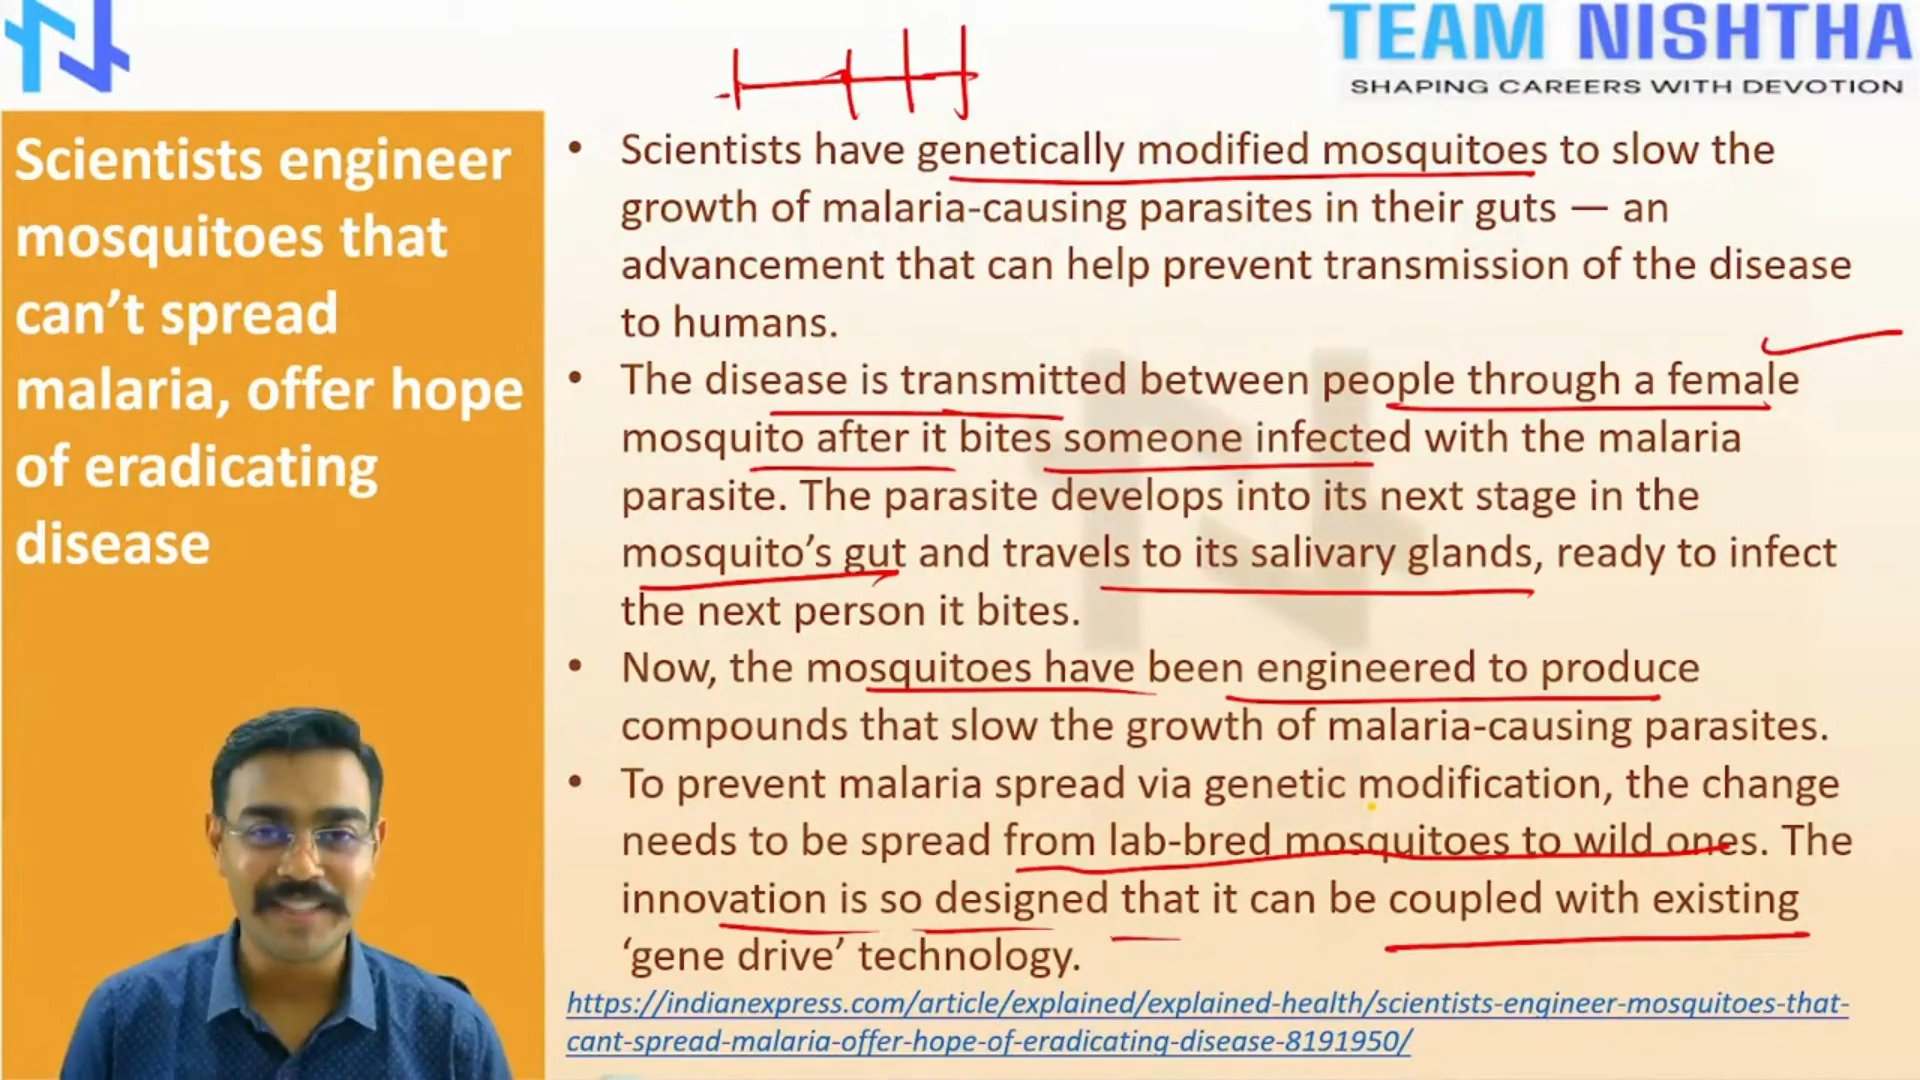 TEAM NISHTHA
SHAPING CAREERS WITH DEVOTION
Scientists engineer
mosquitoes that
can’t spread
malaria, offer hope
of eradicating
disease
• Scientists have genetically modified mosquitoes to slow the
growth of malaria-causing parasites in their guts — an
advancement that can help prevent transmission of the disease
to humans.
• The disease is transmitted between people through a female
mosquito after it bites someone infected with the malaria
parasite. The parasite develops into its next stage in the
mosquito’s gut and travels to its salivary glands, ready to infect
the next person it bites.
• Now, the mosquitoes have been engineered to produce
compounds that slow the growth of malaria-causing parasites.
• To prevent malaria spread via genetic modification, the change
needs to be spread from lab-bred mosquitoes to wild ones. The
innovation is so designed that it can be coupled with existing
‘gene drive’ technology.
https://indianexpress.com/article/explained/explained-health/scientists-engineer-mosquitoes-that-
cant-spread-malaria-offer-hope-of-eradicating-disease-8191950/